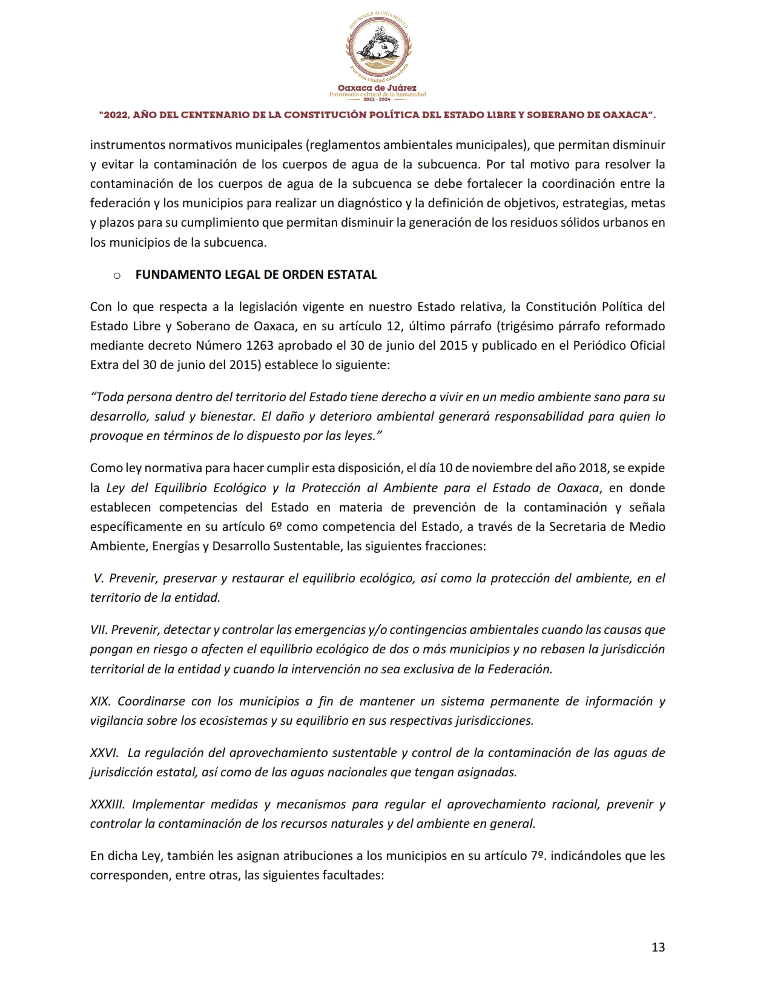 HONORABLE AYUNTAMIENTO
Por una ciudad educadora
Oaxaca de Juárez
Patrimonio cultural de la humanidad
2022 - 2024
“2022, AÑO DEL CENTENARIO DE LA CONSTITUCIÓN POLÍTICA DEL ESTADO LIBRE Y SOBERANO DE OAXACA”.
instrumentos normativos municipales (reglamentos ambientales municipales), que permitan disminuir
y evitar la contaminación de los cuerpos de agua de la subcuenca. Por tal motivo para resolver la
contaminación de los cuerpos de agua de la subcuenca se debe fortalecer la coordinación entre la
federación y los municipios para realizar un diagnóstico y la definición de objetivos, estrategias, metas
y plazos para su cumplimiento que permitan disminuir la generación de los residuos sólidos urbanos en
los municipios de la subcuenca.
o FUNDAMENTO LEGAL DE ORDEN ESTATAL
Con lo que respecta a la legislación vigente en nuestro Estado relativa, la Constitución Política del
Estado Libre y Soberano de Oaxaca, en su artículo 12, último párrafo (trigésimo párrafo reformado
mediante decreto Número 1263 aprobado el 30 de junio del 2015 y publicado en el Periódico Oficial
Extra del 30 de junio del 2015) establece lo siguiente:
“Toda persona dentro del territorio del Estado tiene derecho a vivir en un medio ambiente sano para su
desarrollo, salud y bienestar. El daño y deterioro ambiental generará responsabilidad para quien lo
provoque en términos de lo dispuesto por las leyes.”
Como ley normativa para hacer cumplir esta disposición, el día 10 de noviembre del año 2018, se expide
la Ley del Equilibrio Ecológico y la Protección al Ambiente para el Estado de Oaxaca, en donde
establecen competencias del Estado en materia de prevención de la contaminación y señala
específicamente en su artículo 6º como competencia del Estado, a través de la Secretaria de Medio
Ambiente, Energías y Desarrollo Sustentable, las siguientes fracciones:
V. Prevenir, preservar y restaurar el equilibrio ecológico, así como la protección del ambiente, en el
territorio de la entidad.
VII. Prevenir, detectar y controlar las emergencias y/o contingencias ambientales cuando las causas que
pongan en riesgo o afecten el equilibrio ecológico de dos o más municipios y no rebasen la jurisdicción
territorial de la entidad y cuando la intervención no sea exclusiva de la Federación.
XIX. Coordinarse con los municipios a fin de mantener un sistema permanente de información y
vigilancia sobre los ecosistemas y su equilibrio en sus respectivas jurisdicciones.
XXVI. La regulación del aprovechamiento sustentable y control de la contaminación de las aguas de
jurisdicción estatal, así como de las aguas nacionales que tengan asignadas.
XXXIII. Implementar medidas y mecanismos para regular el aprovechamiento racional, prevenir y
controlar la contaminación de los recursos naturales y del ambiente en general.
En dicha Ley, también les asignan atribuciones a los municipios en su artículo 7º. indicándoles que les
corresponden, entre otras, las siguientes facultades:
13